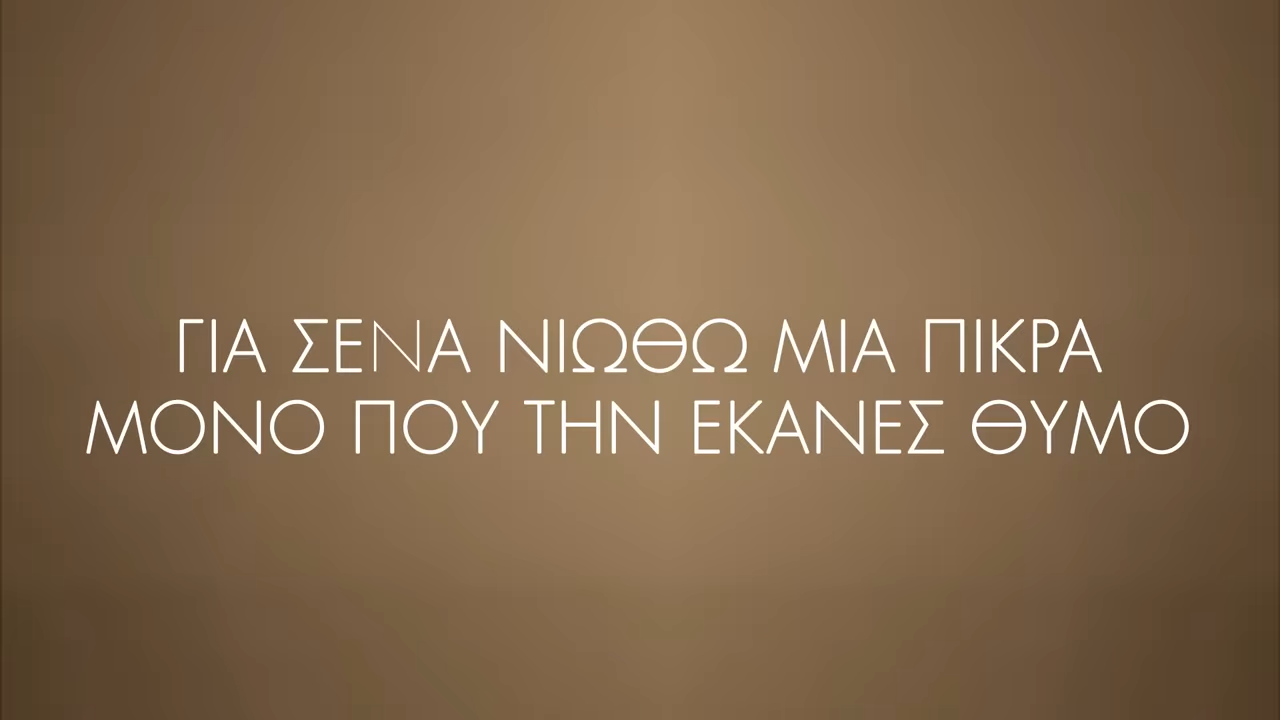 ΓΙΑ ΣΕΝΑ ΝΙΩΘΩ ΜΙΑ ΠΙΚΡΑ
ΜΟΝΟ ΠΟΥ ΤΗΝ ΕΚΑΝΕΣ ΘΥΜΟ